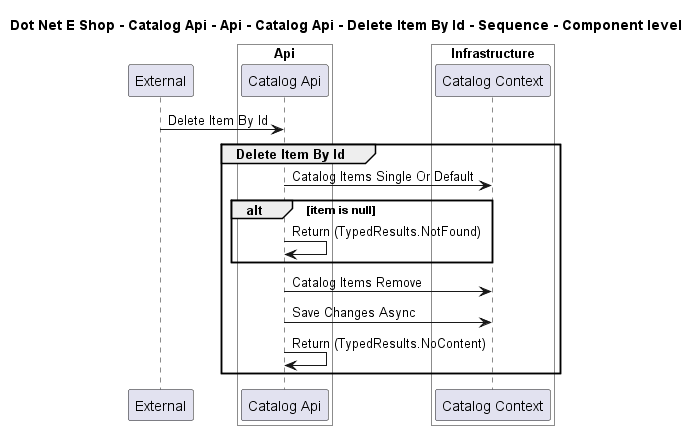 Dot Net E Shop - Catalog Api - Api - Catalog Api - Delete Item By Id - Sequence - Component level
Api
Infrastructure
External
Catalog Api
Catalog Context
Delete Item By Id
Delete Item By Id
Catalog Items Single Or Default
alt
[item is null]
Return (TypedResults.NotFound)
Catalog Items Remove
Save Changes Async
Return (TypedResults.NoContent)
External
Catalog Api
Catalog Context